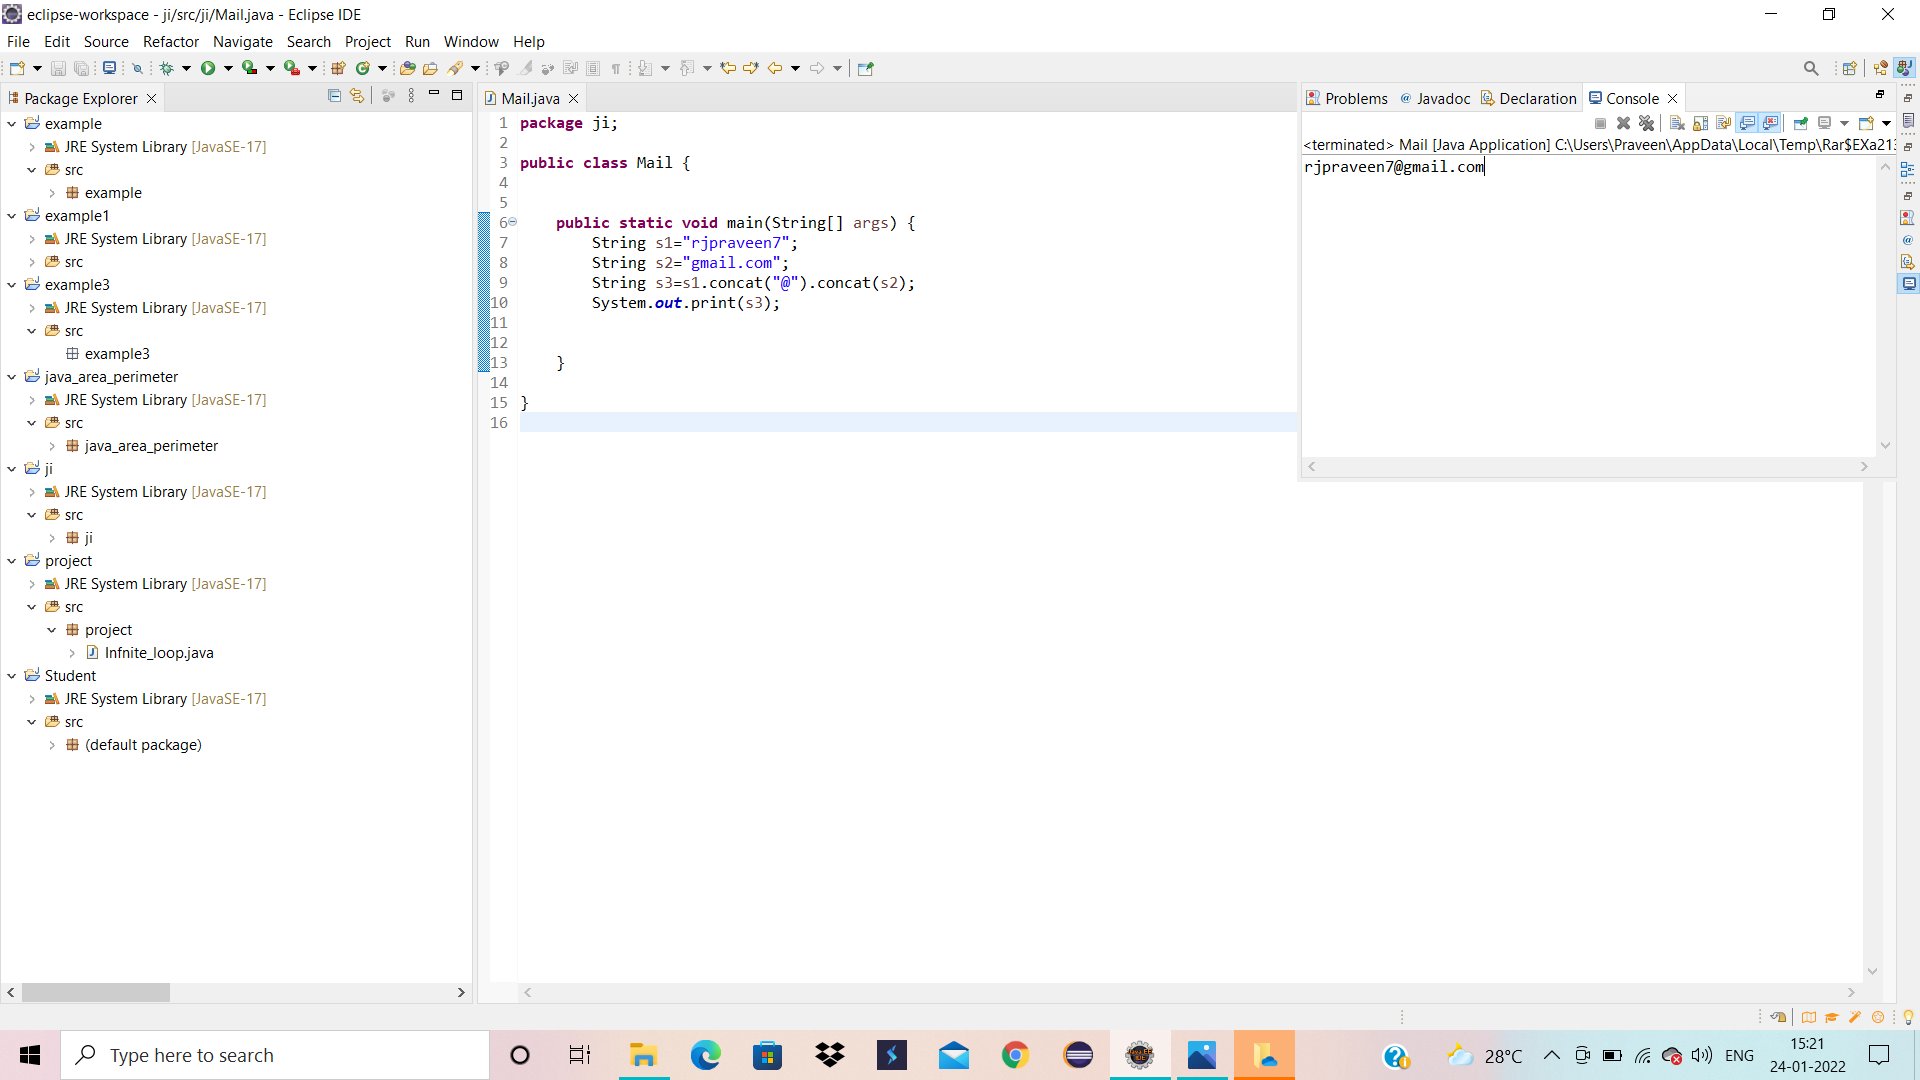 eclipse-workspace - ji/src/ji/Mail.java - Eclipse IDE
File Edit Source Refactor Navigate Search Project Run Window Help
Package Explorer
example
JRE System Library [JavaSE-17]
src
example
example1
JRE System Library [JavaSE-17]
src
example3
JRE System Library [JavaSE-17]
src
example3
java_area_perimeter
JRE System Library [JavaSE-17]
src
java_area_perimeter
ji
JRE System Library [JavaSE-17]
src
ji
project
JRE System Library [JavaSE-17]
src
project
Infnite_loop.java
Student
JRE System Library [JavaSE-17]
src
(default package)
Mail.java
1 package ji;
2
3 public class Mail {
4
5
6 public static void main(String[] args) {
7 String s1="rjpraveen7";
8 String s2="gmail.com";
9 String s3=s1.concat("@").concat(s2);
10 System.out.print(s3);
11
12
13 }
14
15 }
16
Problems @ Javadoc Declaration Console
<terminated> Mail [Java Application] C:\Users\Praveen\AppData\Local\Temp\Rar$EXa213
rjpraveen7@gmail.com
Type here to search
28°C ENG
15:21
24-01-2022